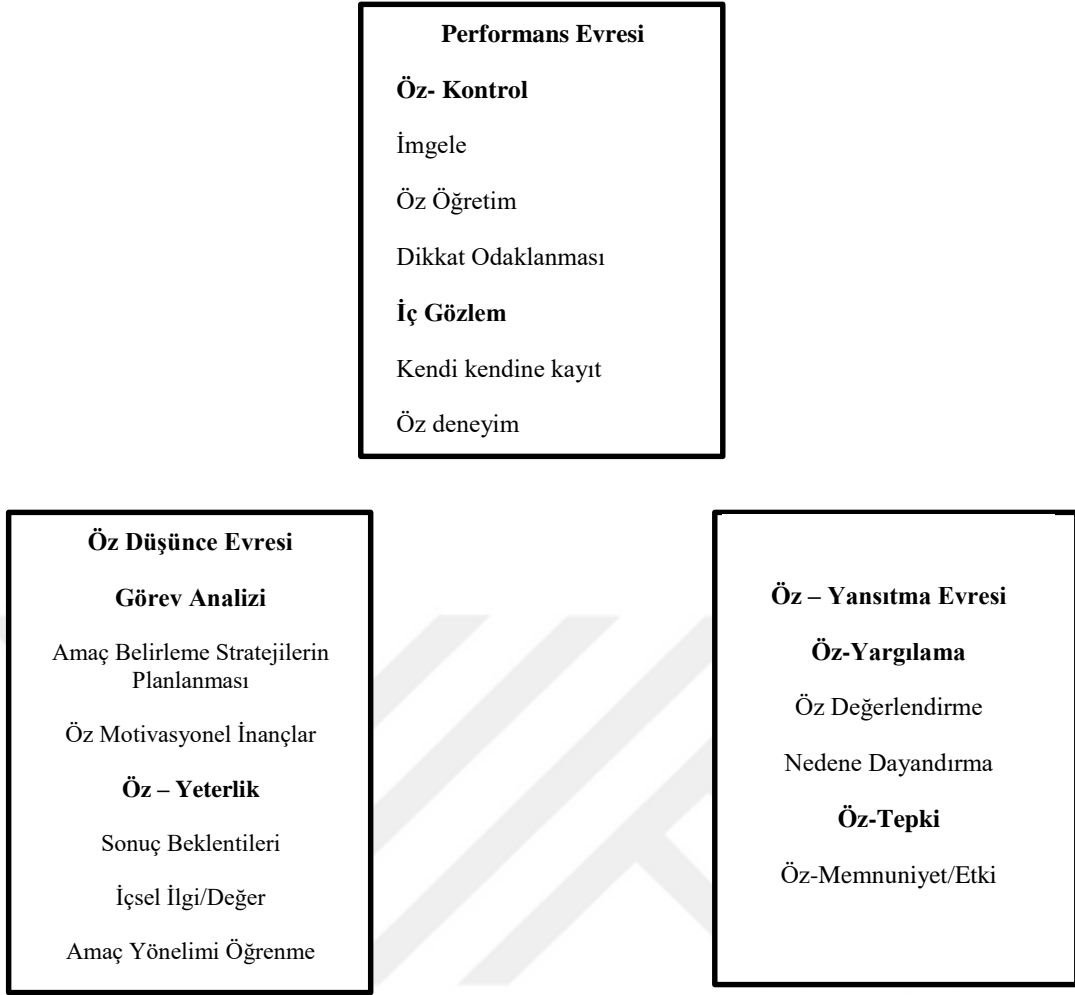 Performans Evresi
Öz- Kontrol
İmgele
Öz Öğretim
Dikkat Odaklanması
İç Gözlem
Kendi kendine kayıt
Öz deneyim
Öz Düşünce Evresi
Görev Analizi
Amaç Belirleme Stratejilerin
Planlanması
Öz Motivasyonel İnançlar
Öz – Yeterlik
Sonuç Beklentileri
İçsel İlgi/Değer
Amaç Yönelimi Öğrenme
Öz – Yansıtma Evresi
Öz-Yargılama
Öz Değerlendirme
Nedene Dayandırma
Öz-Tepki
Öz-Memnuniyet/Etki